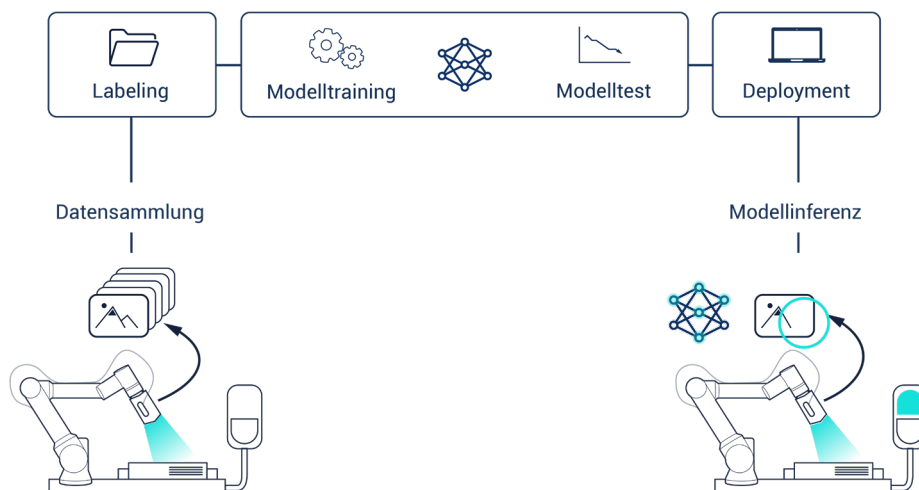 Labeling
Modelltraining
Modelltest
Deployment
Datensammlung
Modellinferenz